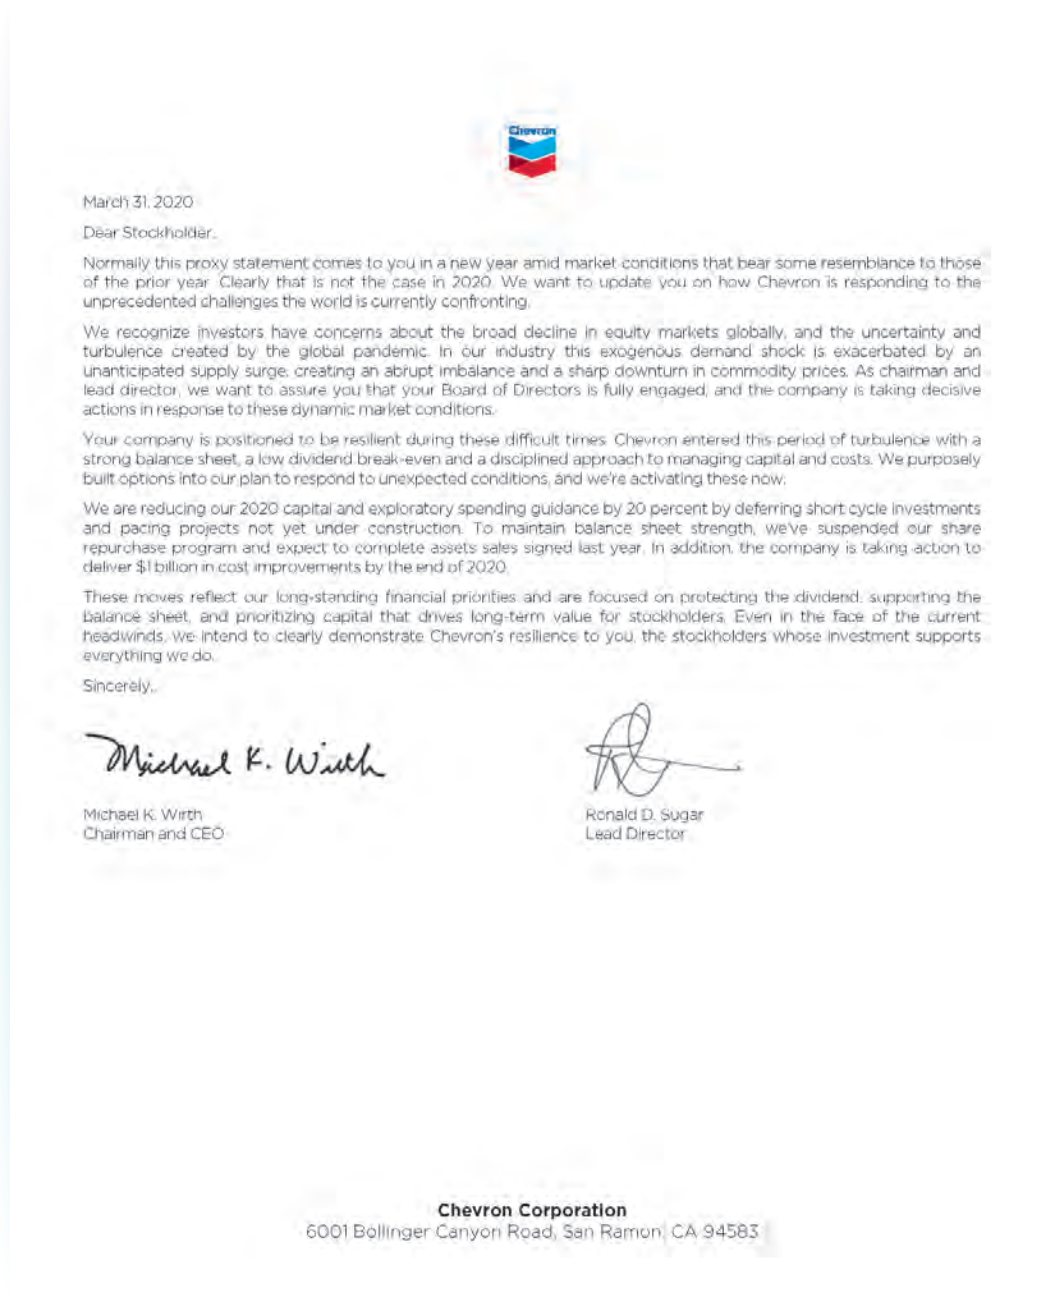 Chevron
March 31, 2020
Dear Stockholder,
Normally this proxy statement comes to you in a new year amid market conditions that bear some resemblance to those
of the prior year. Clearly that is not the case in 2020. We want to update you on how Chevron is responding to the
unprecedented challenges the world is currently confronting.
We recognize investors have concerns about the broad decline in equity markets globally, and the uncertainty and
turbulence created by the global pandemic. In our industry this exogenous demand shock is exacerbated by an
unanticipated supply surge, creating an abrupt imbalance and a sharp downturn in commodity prices. As chairman and
lead director, we want to assure you that your Board of Directors is fully engaged, and the company is taking decisive
actions in response to these dynamic market conditions.
Your company is positioned to be resilient during these difficult times. Chevron entered this period of turbulence with a
strong balance sheet, a low dividend break-even and a disciplined approach to managing capital and costs. We purposely
built options into our plan to respond to unexpected conditions, and we're activating these now.
We are reducing our 2020 capital and exploratory spending guidance by 20 percent by deferring short cycle investments
and pacing projects not yet under construction. To maintain balance sheet strength, we've suspended our share
repurchase program and expect to complete assets sales signed last year. In addition, the company is taking action to
deliver $1 billion in cost improvements by the end of 2020.
These moves reflect our long-standing financial priorities and are focused on protecting the dividend, supporting the
balance sheet, and prioritizing capital that drives long-term value for stockholders. Even in the face of the current
headwinds, we intend to clearly demonstrate Chevron's resilience to you, the stockholders whose investment supports
everything we do.
Sincerely,
Michael K. Wirth
Michael K. Wirth
Chairman and CEO
Ronald D. Sugar
Lead Director
Chevron Corporation
6001 Bollinger Canyon Road, San Ramon, CA 94583